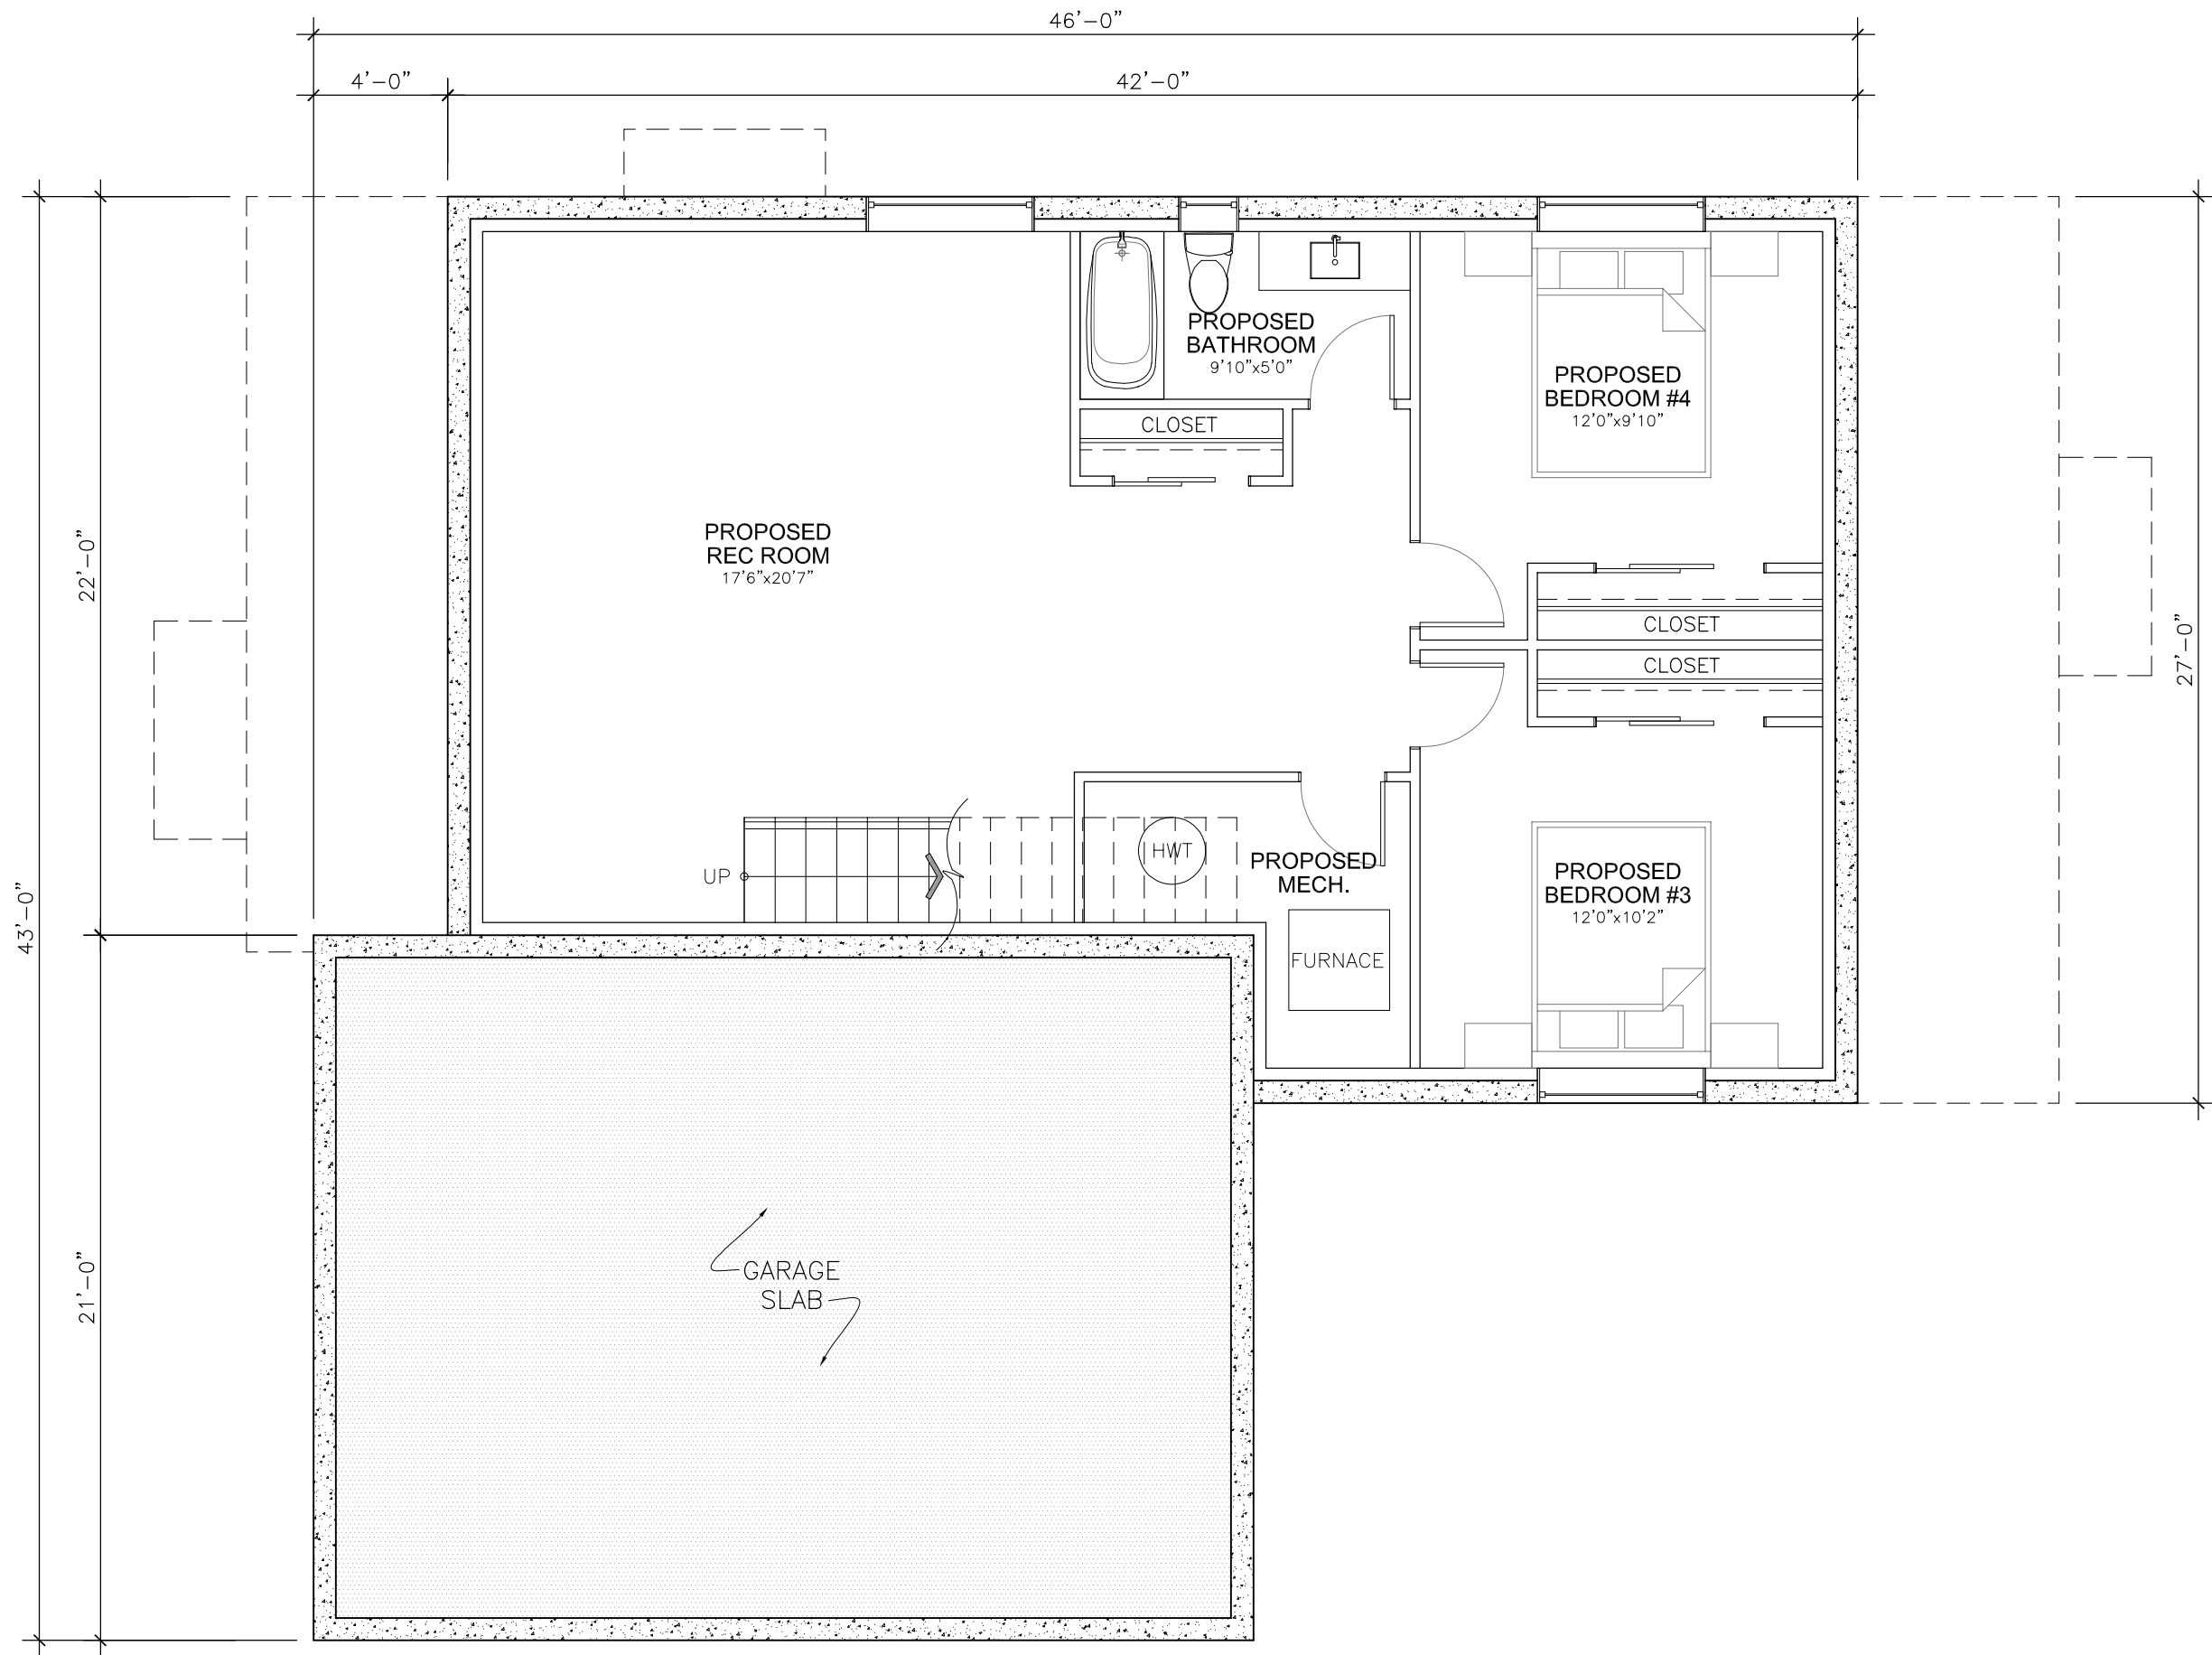 46'-0"
4'-0"
42'-0"
PROPOSED
BATHROOM
9'10"x5'0"
PROPOSED
BEDROOM #4
12'0"x9'10"
CLOSET
PROPOSED
REC ROOM
17'6"x20'7"
22'-0"
CLOSET
CLOSET
27'-0"
UP
HWT
PROPOSED
MECH.
PROPOSED
BEDROOM #3
12'0"x10'2"
43'-0"
FURNACE
21'-0"
GARAGE
SLAB